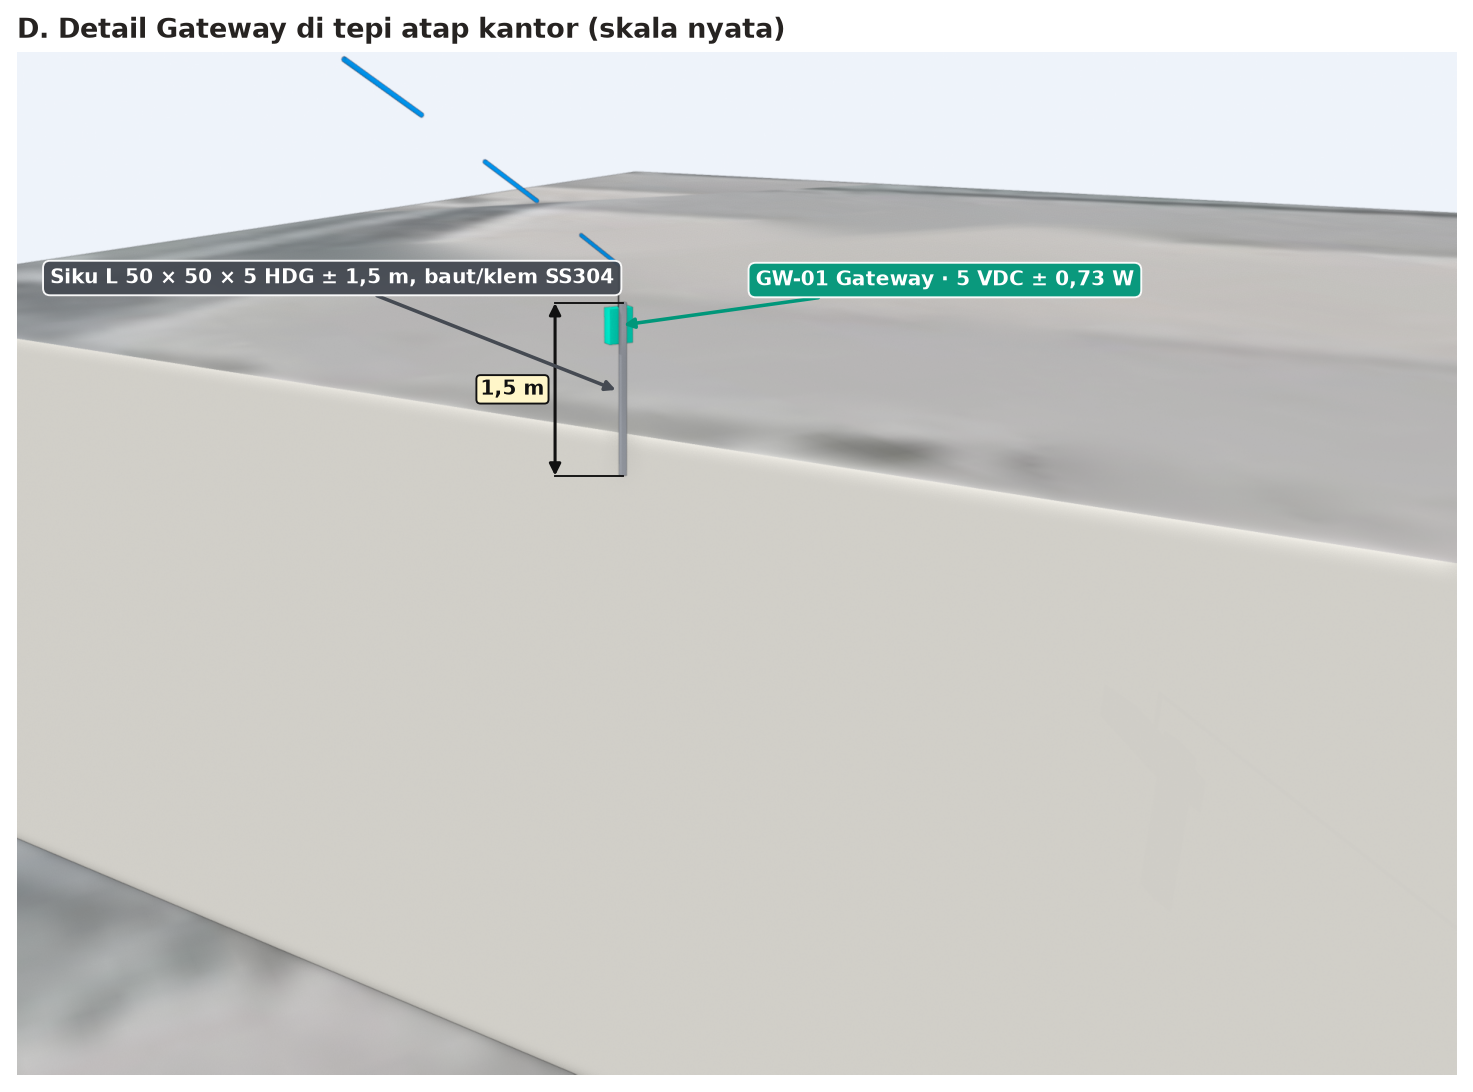 D. Detail Gateway di tepi atap kantor (skala nyata)
Siku L 50 × 50 × 5 HDG ± 1,5 m, baut/klem SS304
GW-01 Gateway · 5 VDC ± 0,73 W
1,5 m